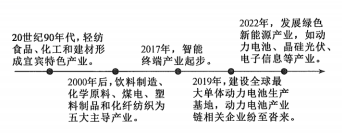 20世纪90年代，轻纺
食品、化工和建材形
成宜宾特色产业。
2000年后，饮料制造、
化学原料、煤电、塑
料制品和化纤纺织为
五大主导产业。
2017年，智能
终端产业起步。
2019年，建设全球最
大单体动力电池生产
基地，动力电池产业
链相关企业纷至沓来。
2022年，发展绿色
新能源产业，如动
力电池、晶硅光伏、
电子信息等产业。